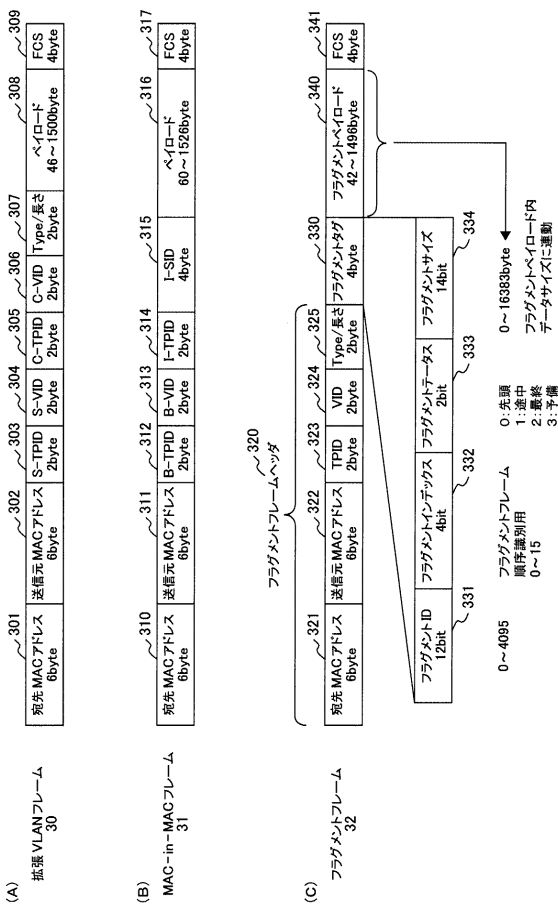 (A)
拡張VLANフレーム
30
301
302
303
304
305
306
307
308
309
宛先MACアドレス
6byte
送信元MACアドレス
6byte
S-TPID
2byte
S-VID
2byte
C-TPID
2byte
C-VID
2byte
Type/長さ
2byte
ペイロード
46~1500byte
FCS
4byte
(B)
MAC-in-MACフレーム
31
310
311
312
313
314
315
316
317
宛先MACアドレス
6byte
送信元MACアドレス
6byte
B-TPID
2byte
B-VID
2byte
I-TPID
2byte
I-SID
4byte
ペイロード
60~1526byte
FCS
4byte
(C)
フラグメントフレーム
32
320
フラグメントフレームヘッダ
321
322
323
324
325
330
340
341
宛先MACアドレス
6byte
送信元MACアドレス
6byte
TPID
2byte
VID
2byte
Type/長さ
2byte
フラグメントタグ
4byte
フラグメントペイロード
42~1496byte
FCS
4byte
331
332
333
334
フラグメントID
12bit
フラグメントインデックス
4bit
フラグメントステータス
2bit
フラグメントサイズ
14bit
0~4095
フラグメントフレーム
順序識別用
0~15
0:先頭
1:途中
2:最終
3:予備
0~16383byte
フラグメントペイロード内
データサイズに連動